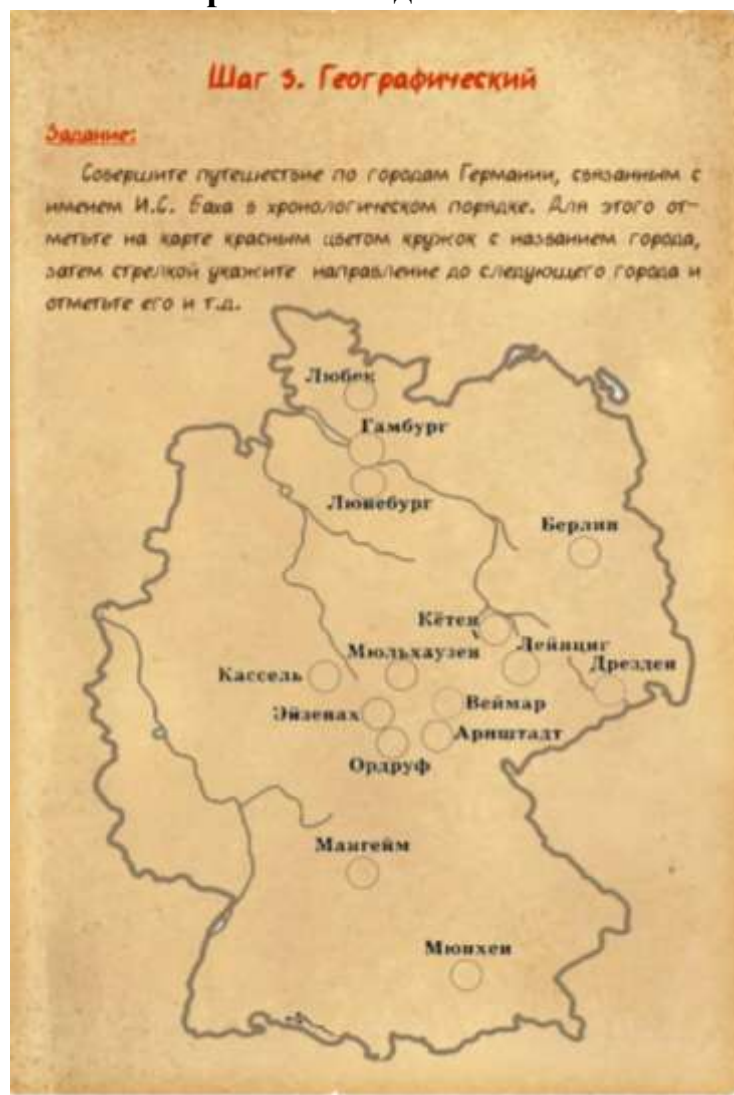 Шаг 3. Географический
Задание:
Совершите путешествие по городам Германии, связанным с
именем И.С. Баха в хронологическом порядке. Для этого от-
метьте на карте красным цветом кружок с названием города,
затем стрелкой укажите направление до следующего города и
отметьте его и т.д.
Любек
Гамбург
Люнебург
Берлин
Кётен
Лейпциг
Мюльхаузен
Дрезден
Кассель
Веймар
Эйзенах
Арнштадт
Ордруф
Мангейм
Мюнхен